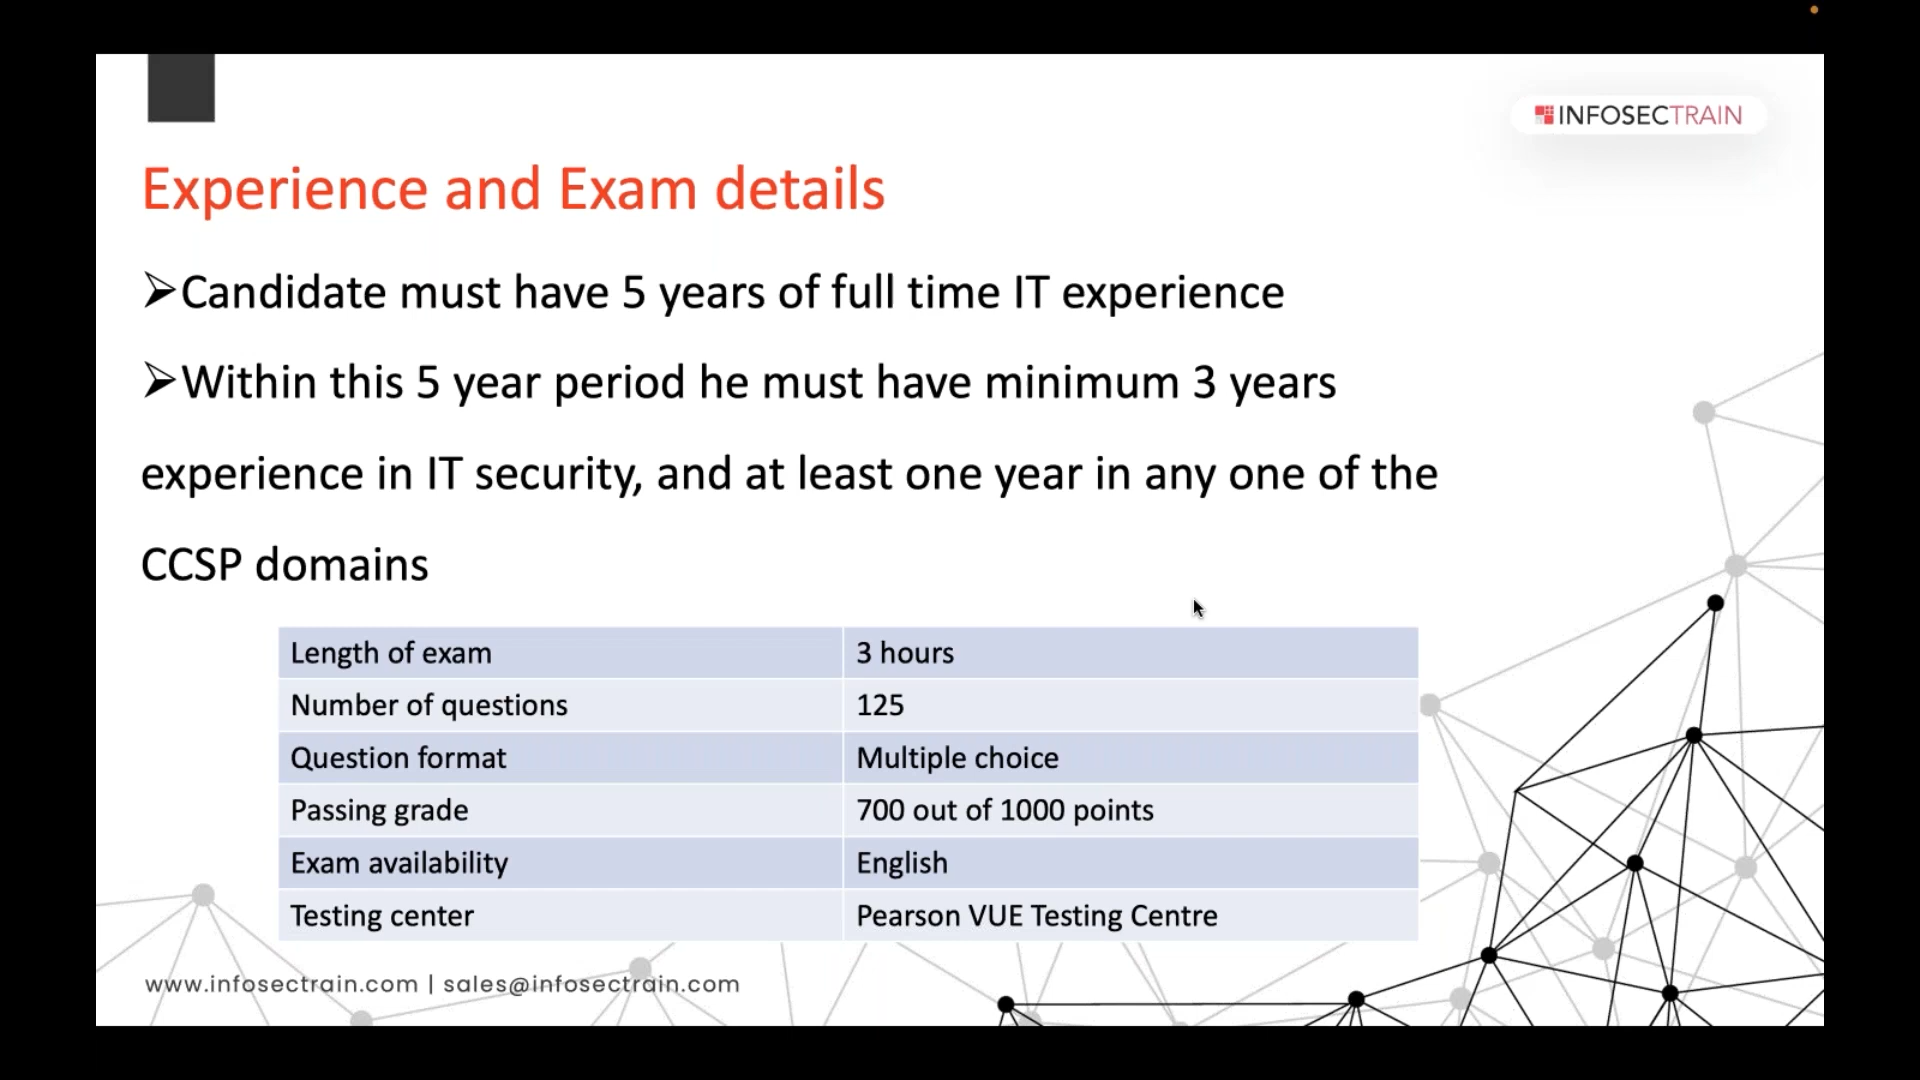 INFOSECTRAIN
Experience and Exam details
➢Candidate must have 5 years of full time IT experience
➢Within this 5 year period he must have minimum 3 years
experience in IT security, and at least one year in any one of the
CCSP domains
Length of exam 3 hours
Number of questions 125
Question format Multiple choice
Passing grade 700 out of 1000 points
Exam availability English
Testing center Pearson VUE Testing Centre
www.infosectrain.com | sales@infosectrain.com